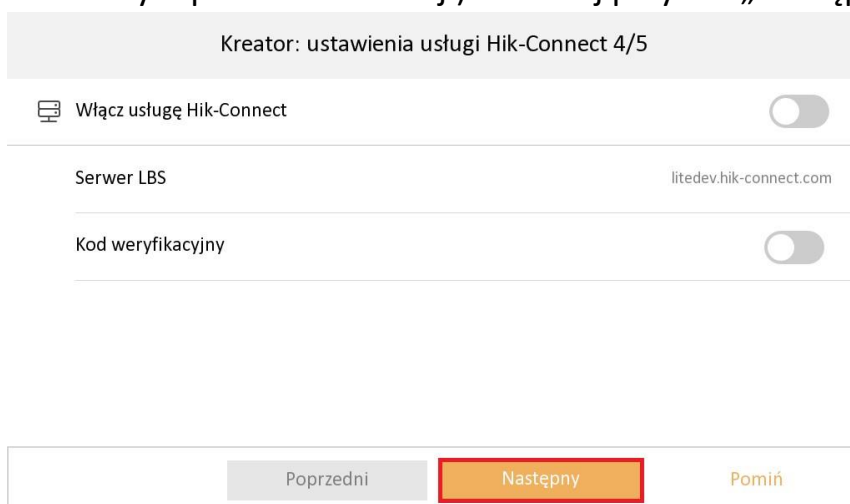 Kreator: ustawienia usługi Hik-Connect 4/5
Włącz usługę Hik-Connect
Serwer LBS litedev.hik-connect.com
Kod weryfikacyjny
Poprzedni Następny Pomiń